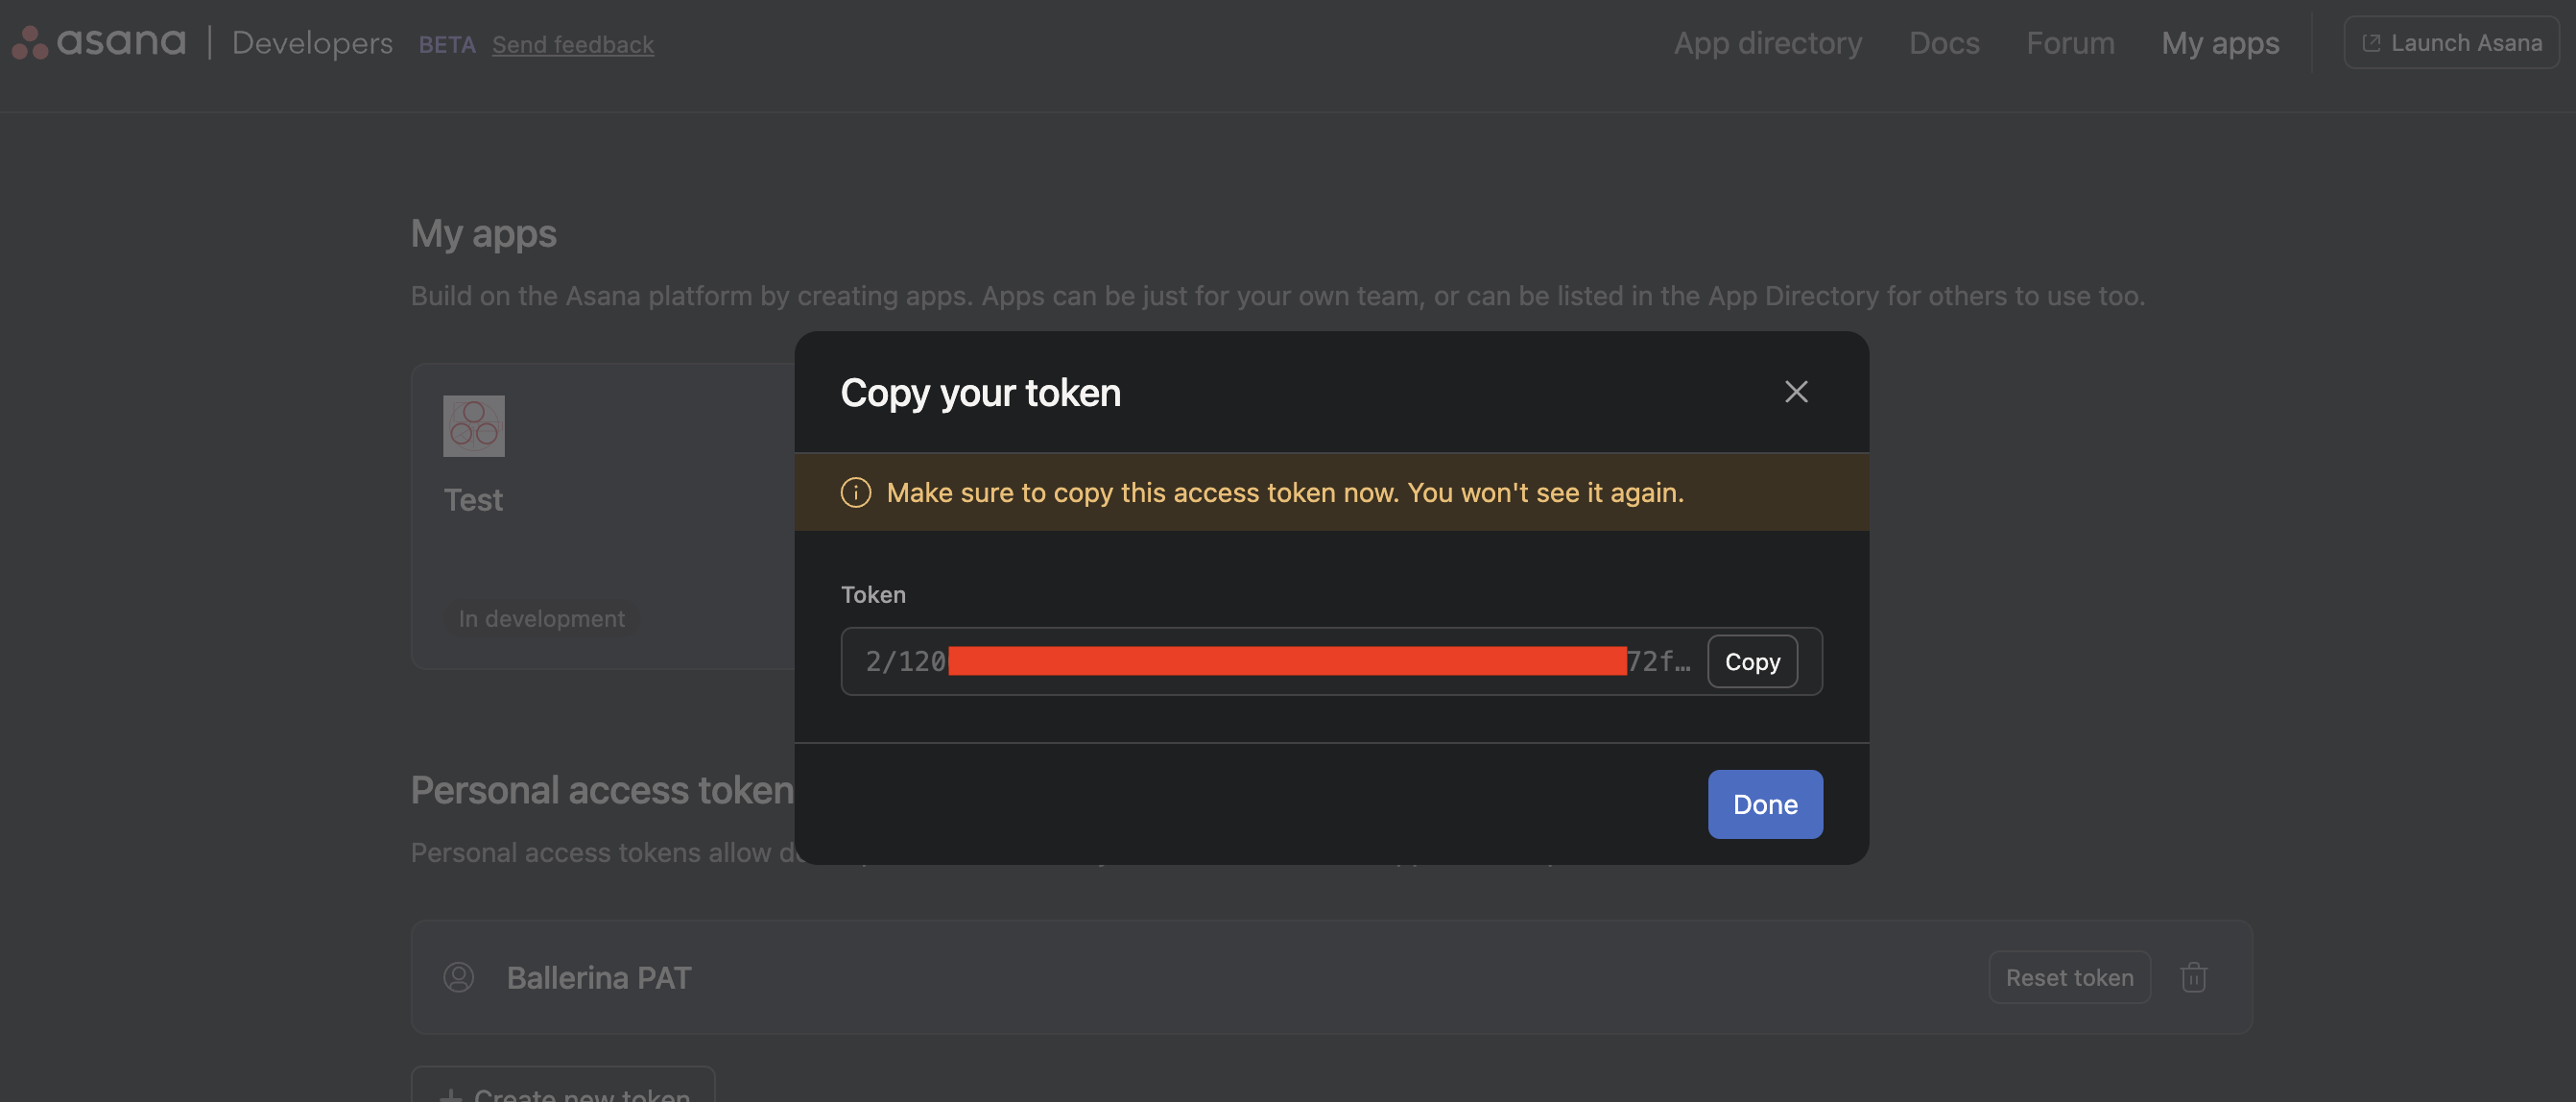 asana | Developers BETA Send feedback App directory Docs Forum My apps Launch Asana
My apps
Build on the Asana platform by creating apps. Apps can be just for your own team, or can be listed in the App Directory for others to use too.
Test
In development
Copy your token
Make sure to copy this access token now. You won't see it again.
Token
2/120 72f… Copy
Done
Personal access token
Personal access tokens allow
Ballerina PAT Reset token
+ Create new token